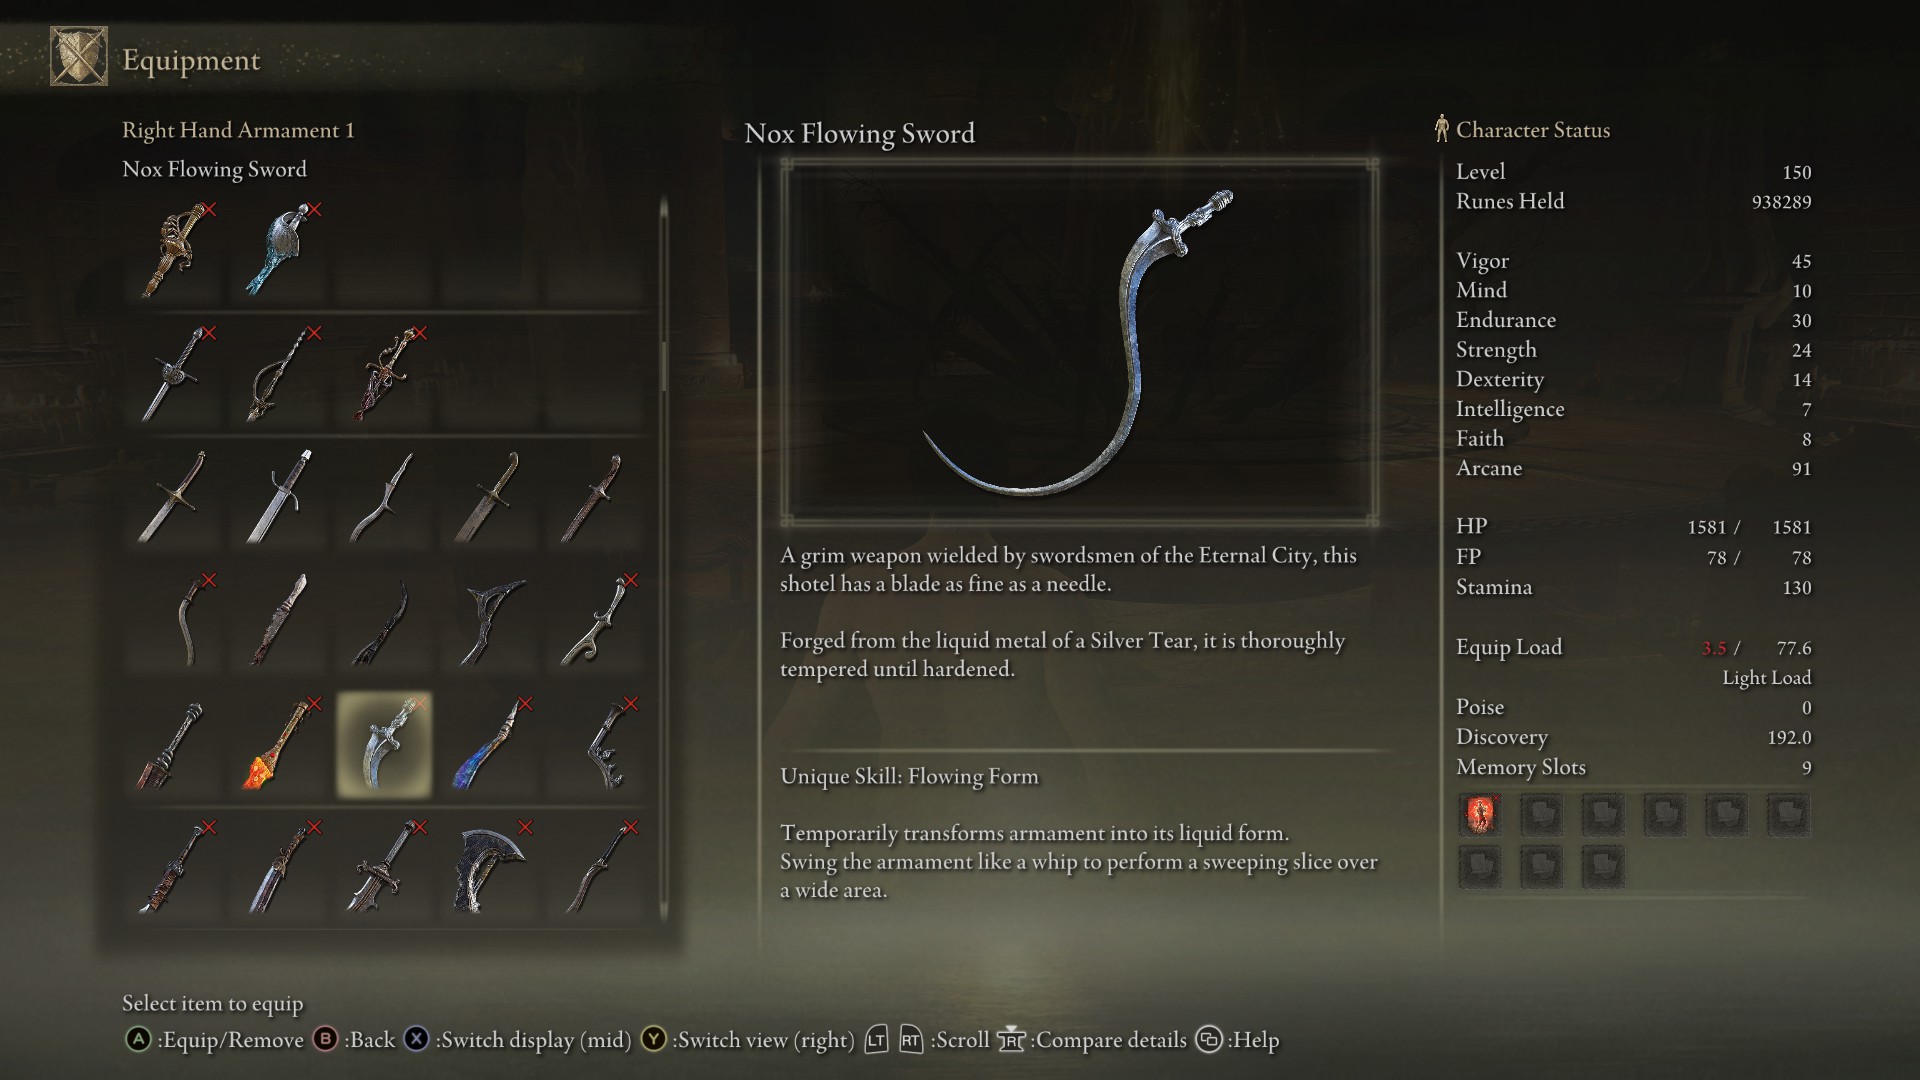 Equipment
Right Hand Armament 1
Nox Flowing Sword
Nox Flowing Sword
A grim weapon wielded by swordsmen of the Eternal City, this
shotel has a blade as fine as a needle.
Forged from the liquid metal of a Silver Tear, it is thoroughly
tempered until hardened.
Unique Skill: Flowing Form
Temporarily transforms armament into its liquid form.
Swing the armament like a whip to perform a sweeping slice over
a wide area.
Character Status
Level 150
Runes Held 938289
Vigor 45
Mind 10
Endurance 30
Strength 24
Dexterity 14
Intelligence 7
Faith 8
Arcane 91
HP 1581 / 1581
FP 78 / 78
Stamina 130
Equip Load 3.5 / 77.6
Light Load
Poise 0
Discovery 192.0
Memory Slots 9
Select item to equip
A :Equip/Remove B :Back X :Switch display (mid) Y :Switch view (right) LT RT :Scroll R :Compare details :Help